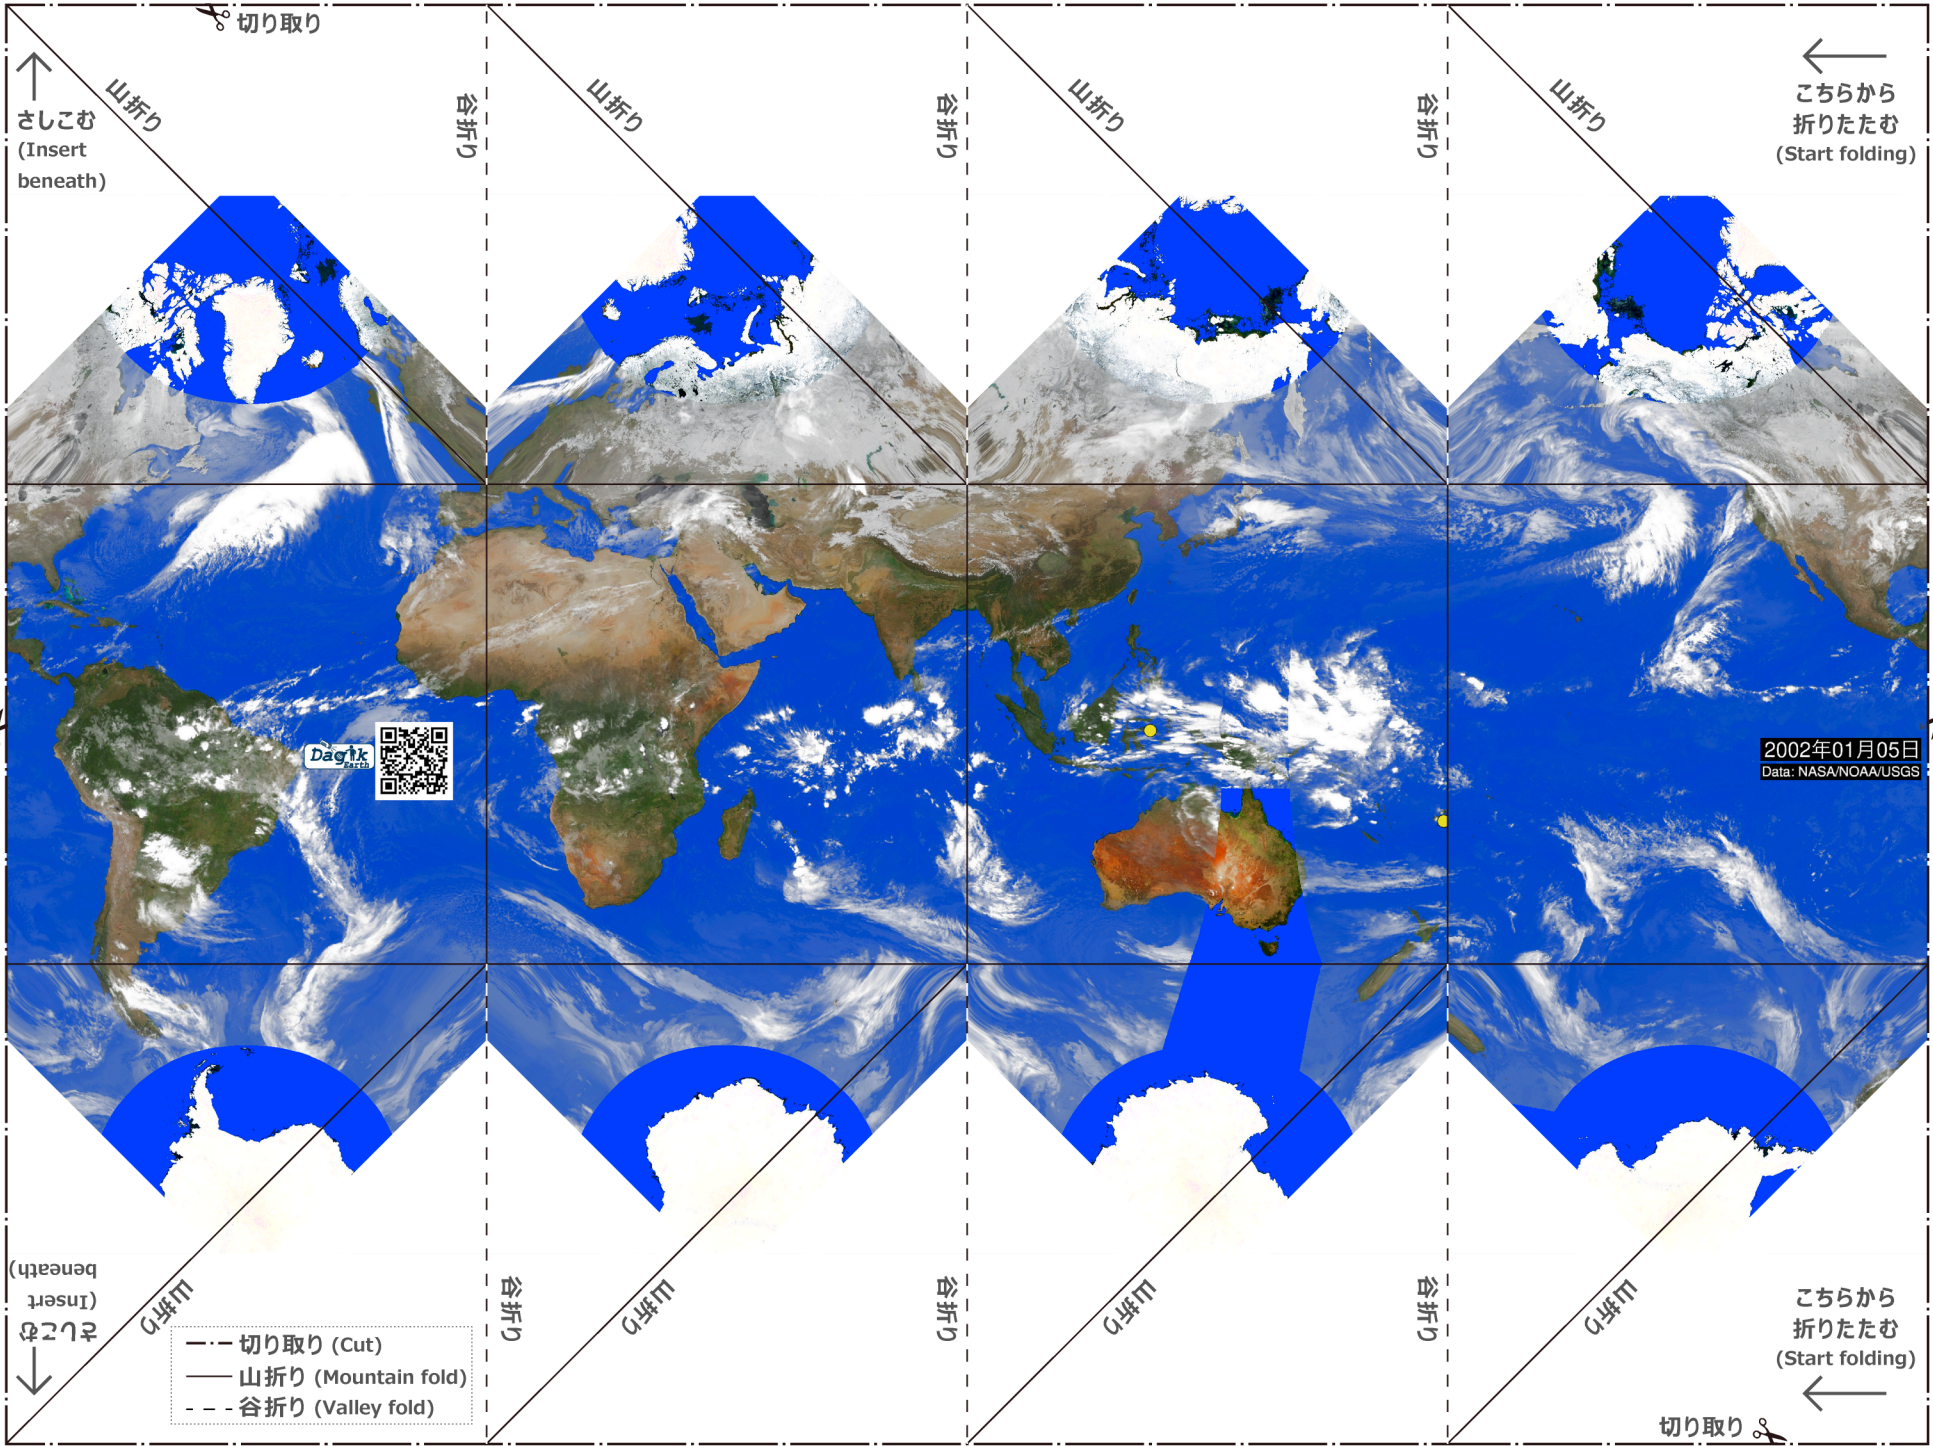 切り取り
山折り
谷折り
山折り
谷折り
山折り
谷折り
山折り
さしこむ
(Insert
beneath)
こちらから
折りたたむ
(Start folding)
Dagik
Earth
2002年01月05日
Data: NASA/NOAA/USGS
さしこむ
(Insert
beneath)
山折り
谷折り
山折り
谷折り
山折り
谷折り
山折り
切り取り (Cut)
山折り (Mountain fold)
谷折り (Valley fold)
こちらから
折りたたむ
(Start folding)
切り取り